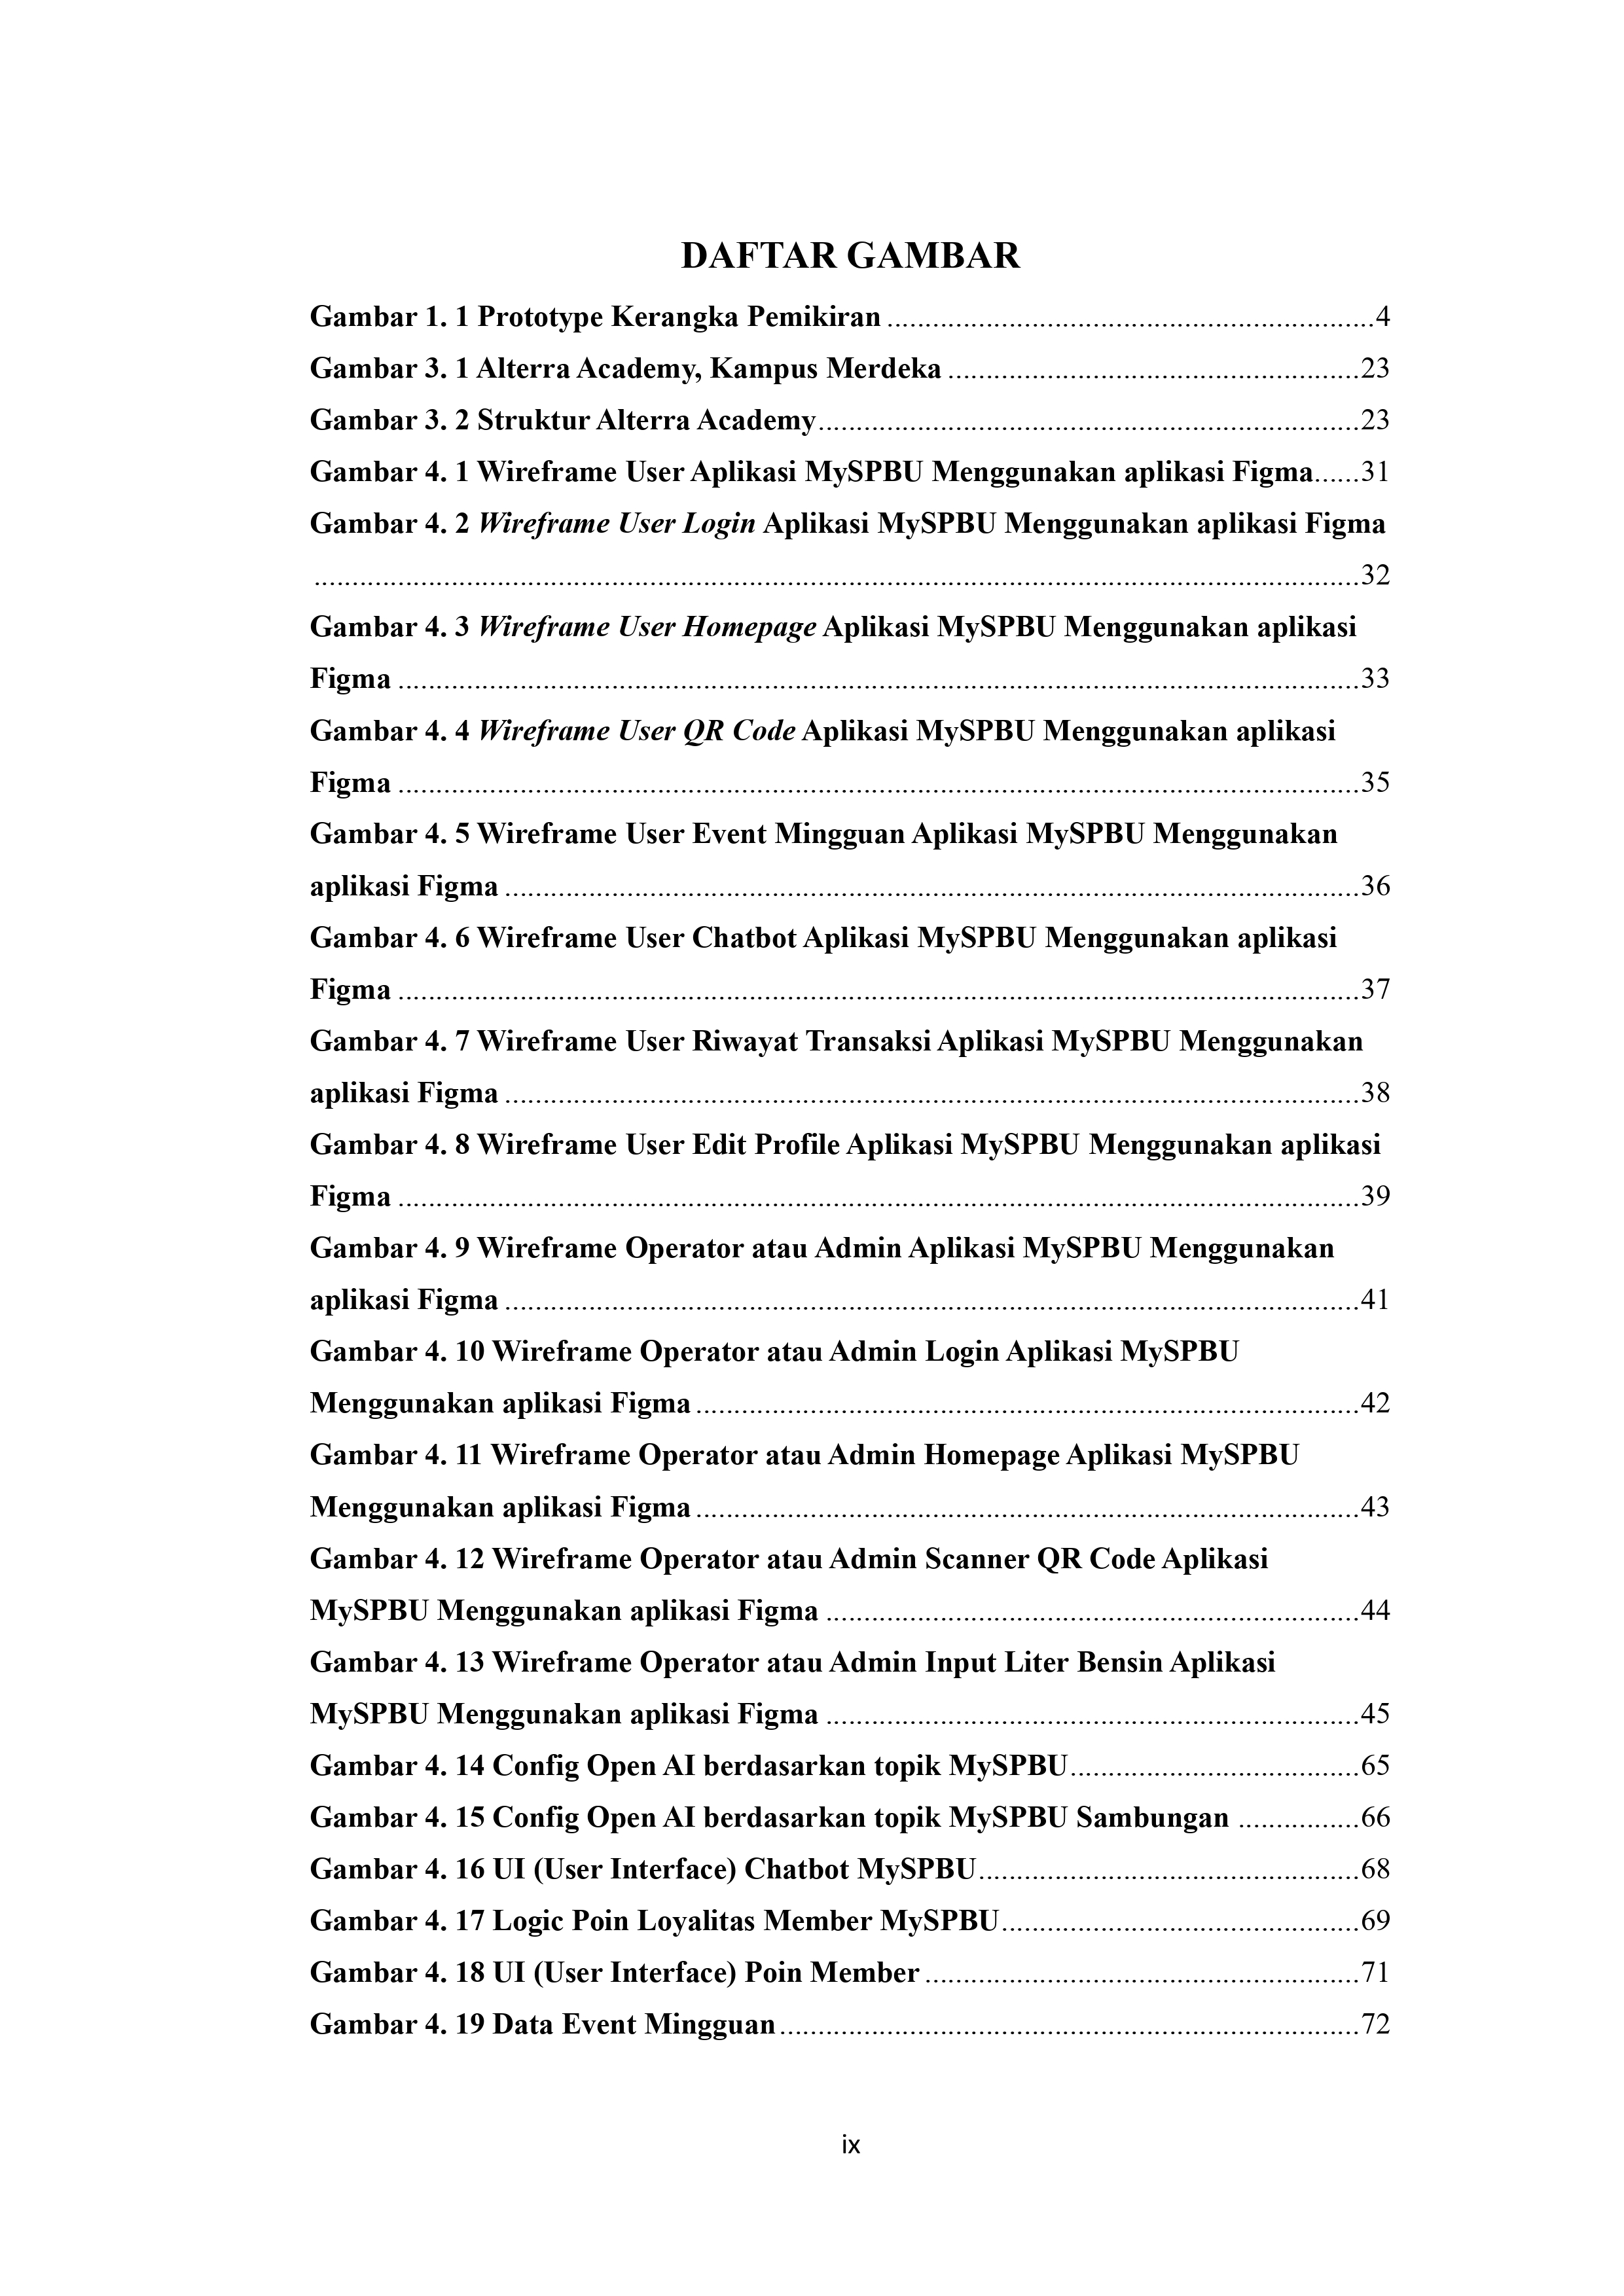 DAFTAR GAMBAR
Gambar 1. 1 Prototype Kerangka Pemikiran ................................................................4
Gambar 3. 1 Alterra Academy, Kampus Merdeka ......................................................23
Gambar 3. 2 Struktur Alterra Academy.......................................................................23
Gambar 4. 1 Wireframe User Aplikasi MySPBU Menggunakan aplikasi Figma......31
Gambar 4. 2 Wireframe User Login Aplikasi MySPBU Menggunakan aplikasi Figma
.........................................................................................................................................32
Gambar 4. 3 Wireframe User Homepage Aplikasi MySPBU Menggunakan aplikasi
Figma ..............................................................................................................................33
Gambar 4. 4 Wireframe User QR Code Aplikasi MySPBU Menggunakan aplikasi
Figma ..............................................................................................................................35
Gambar 4. 5 Wireframe User Event Mingguan Aplikasi MySPBU Menggunakan
aplikasi Figma ................................................................................................................36
Gambar 4. 6 Wireframe User Chatbot Aplikasi MySPBU Menggunakan aplikasi
Figma ..............................................................................................................................37
Gambar 4. 7 Wireframe User Riwayat Transaksi Aplikasi MySPBU Menggunakan
aplikasi Figma ................................................................................................................38
Gambar 4. 8 Wireframe User Edit Profile Aplikasi MySPBU Menggunakan aplikasi
Figma ..............................................................................................................................39
Gambar 4. 9 Wireframe Operator atau Admin Aplikasi MySPBU Menggunakan
aplikasi Figma ................................................................................................................41
Gambar 4. 10 Wireframe Operator atau Admin Login Aplikasi MySPBU
Menggunakan aplikasi Figma .......................................................................................42
Gambar 4. 11 Wireframe Operator atau Admin Homepage Aplikasi MySPBU
Menggunakan aplikasi Figma .......................................................................................43
Gambar 4. 12 Wireframe Operator atau Admin Scanner QR Code Aplikasi
MySPBU Menggunakan aplikasi Figma ......................................................................44
Gambar 4. 13 Wireframe Operator atau Admin Input Liter Bensin Aplikasi
MySPBU Menggunakan aplikasi Figma ......................................................................45
Gambar 4. 14 Config Open AI berdasarkan topik MySPBU......................................65
Gambar 4. 15 Config Open AI berdasarkan topik MySPBU Sambungan ................66
Gambar 4. 16 UI (User Interface) Chatbot MySPBU..................................................68
Gambar 4. 17 Logic Poin Loyalitas Member MySPBU...............................................69
Gambar 4. 18 UI (User Interface) Poin Member .........................................................71
Gambar 4. 19 Data Event Mingguan............................................................................72
ix